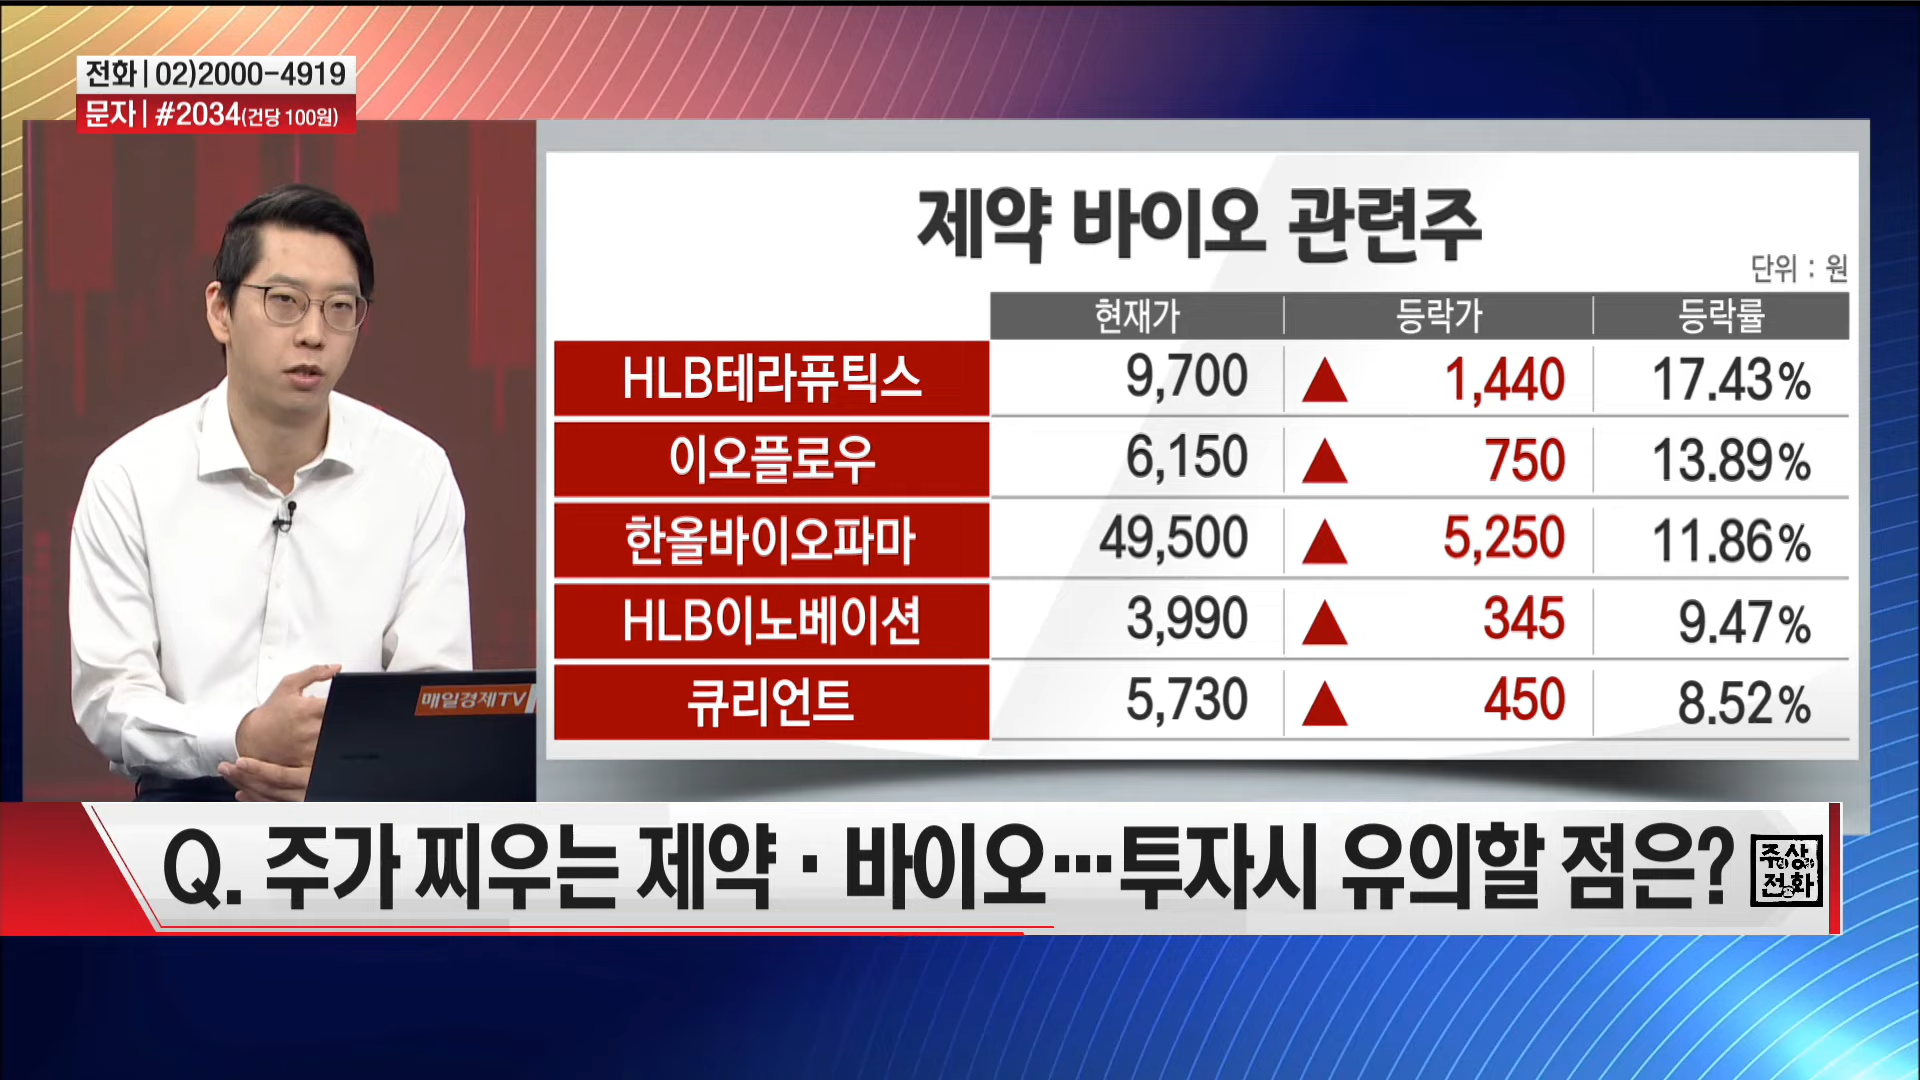 전화 | 02)2000-4919
문자 | #2034(건당 100원)
제약 바이오 관련주
단위 : 원
현재가 등락가 등락률
HLB테라퓨틱스 9,700 ▲ 1,440 17.43%
이오플로우 6,150 ▲ 750 13.89%
한올바이오파마 49,500 ▲ 5,250 11.86%
HLB이노베이션 3,990 ▲ 345 9.47%
큐리언트 5,730 ▲ 450 8.52%
매일경제TV
Q. 주가 찌우는 제약·바이오…투자시 유의할 점은?
주상
전화